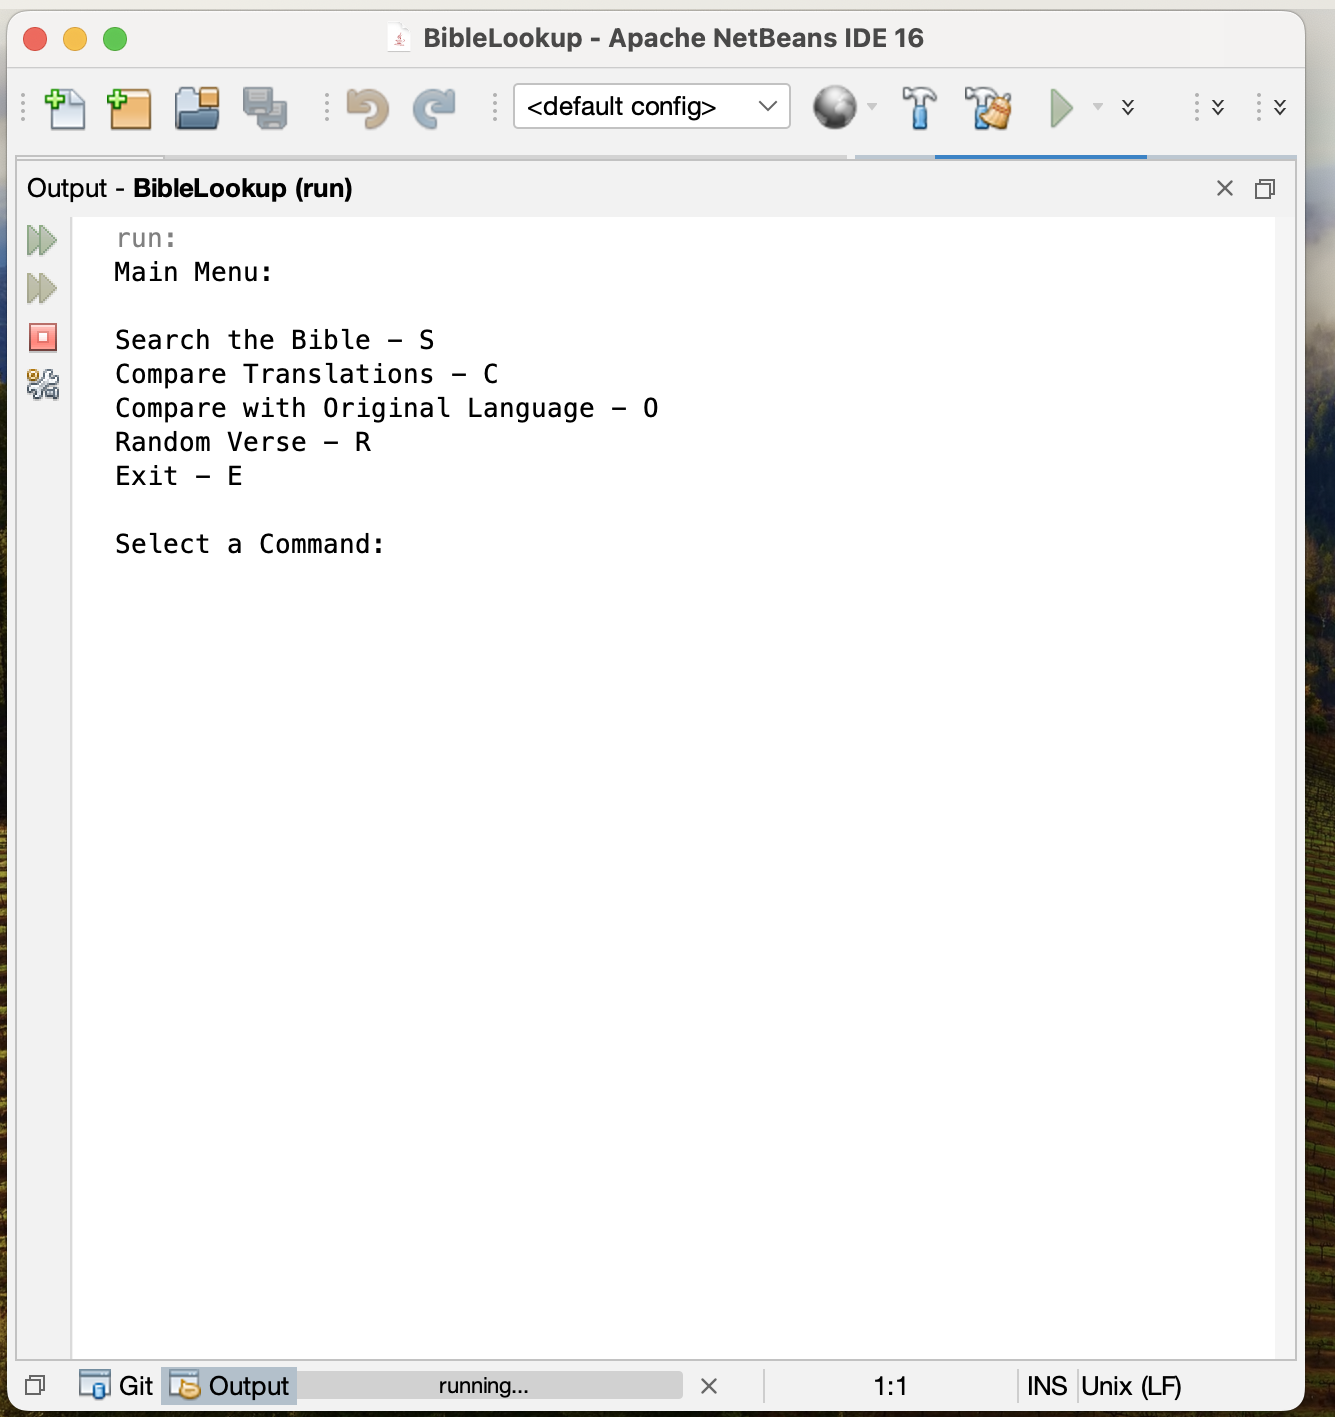 BibleLookup - Apache NetBeans IDE 16
<default config>
Output - BibleLookup (run)
run:
Main Menu:
Search the Bible - S
Compare Translations - C
Compare with Original Language - O
Random Verse - R
Exit - E
Select a Command:
Git
Output
running...
1:1
INS
Unix (LF)